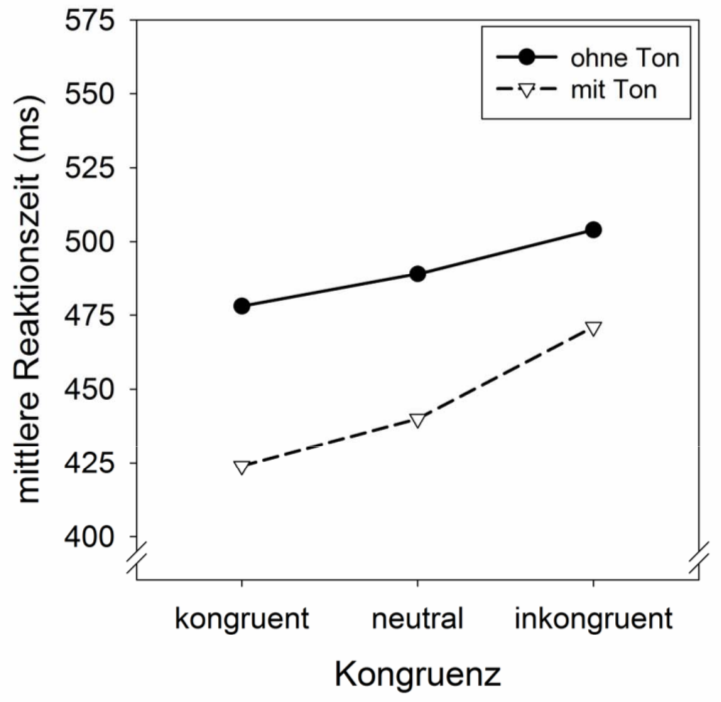 575
550
525
500
475
450
425
400
mittlere Reaktionszeit (ms)
ohne Ton
mit Ton
kongruent neutral inkongruent
Kongruenz